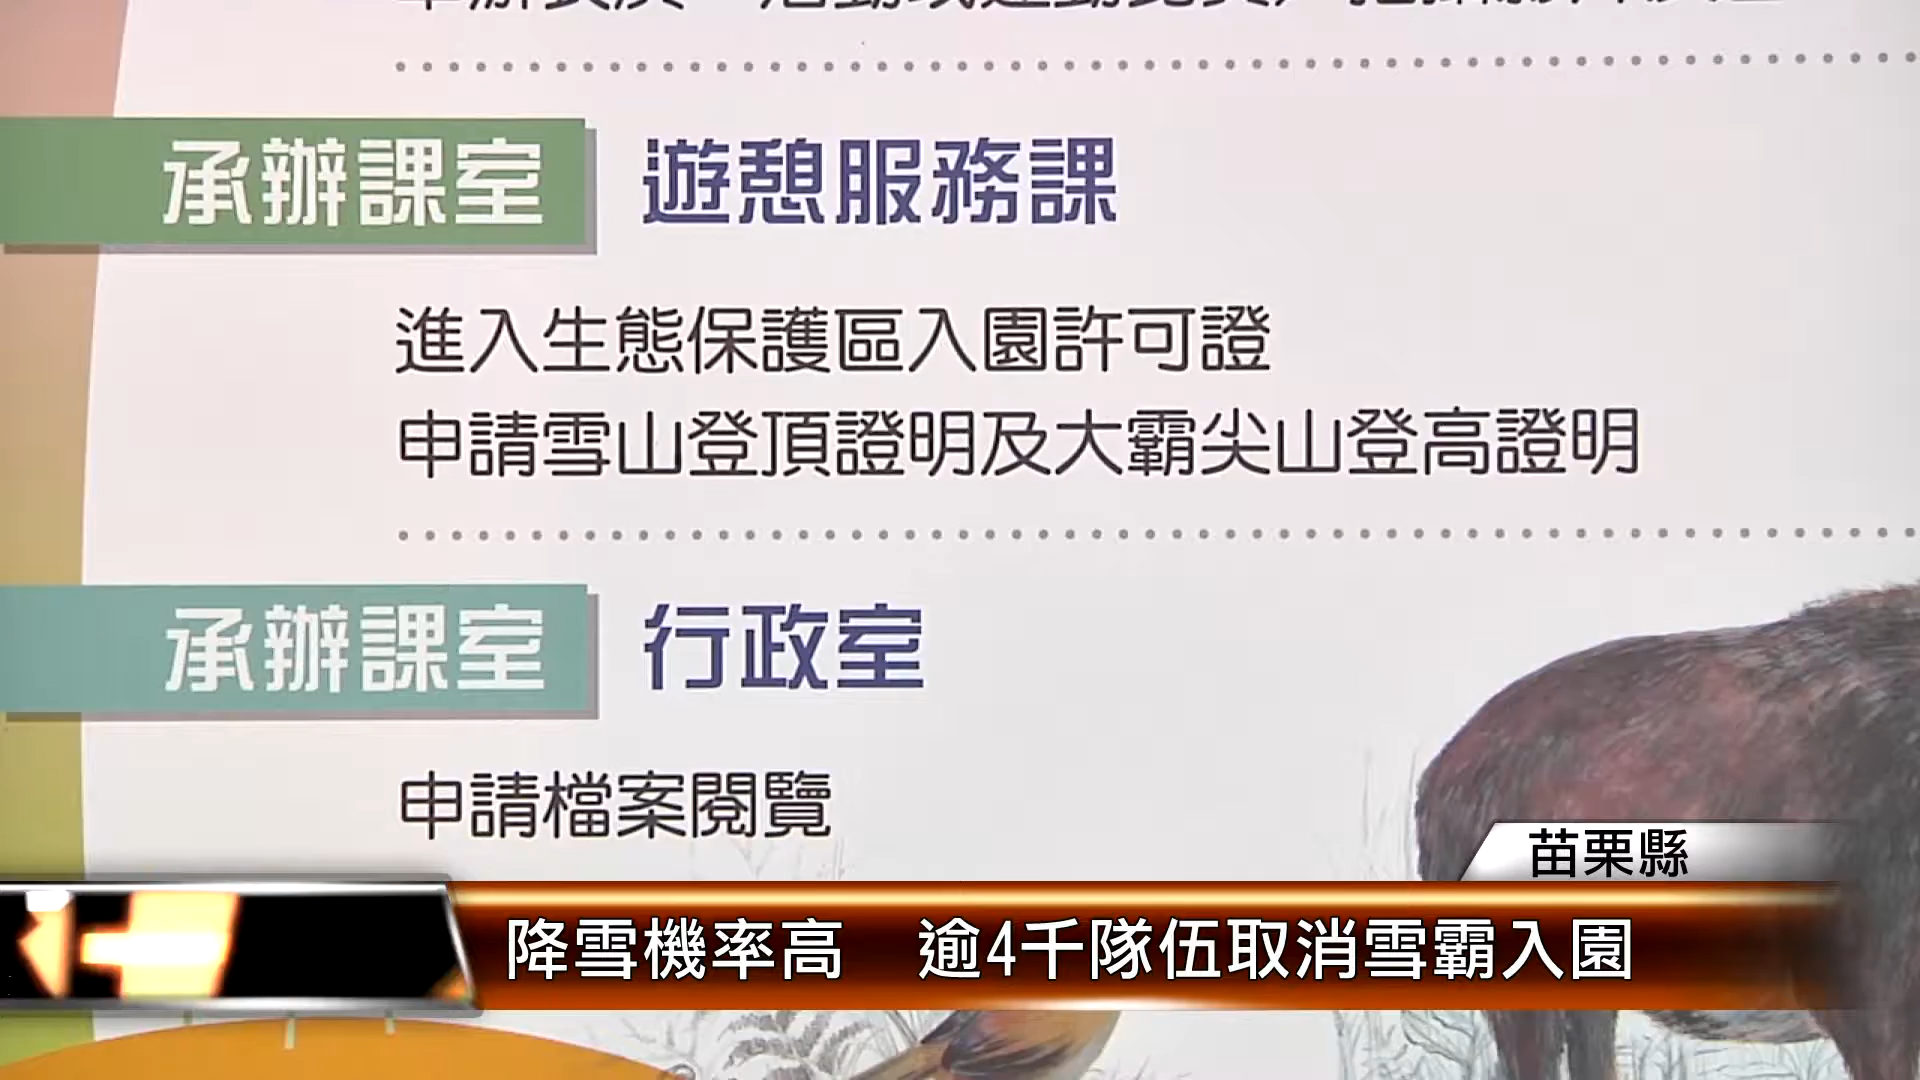 承辦課室 遊憩服務課
進入生態保護區入園許可證
申請雪山登頂證明及大霸尖山登高證明
承辦課室 行政室
申請檔案閱覽
苗栗縣
降雪機率高 逾4千隊伍取消雪霸入園